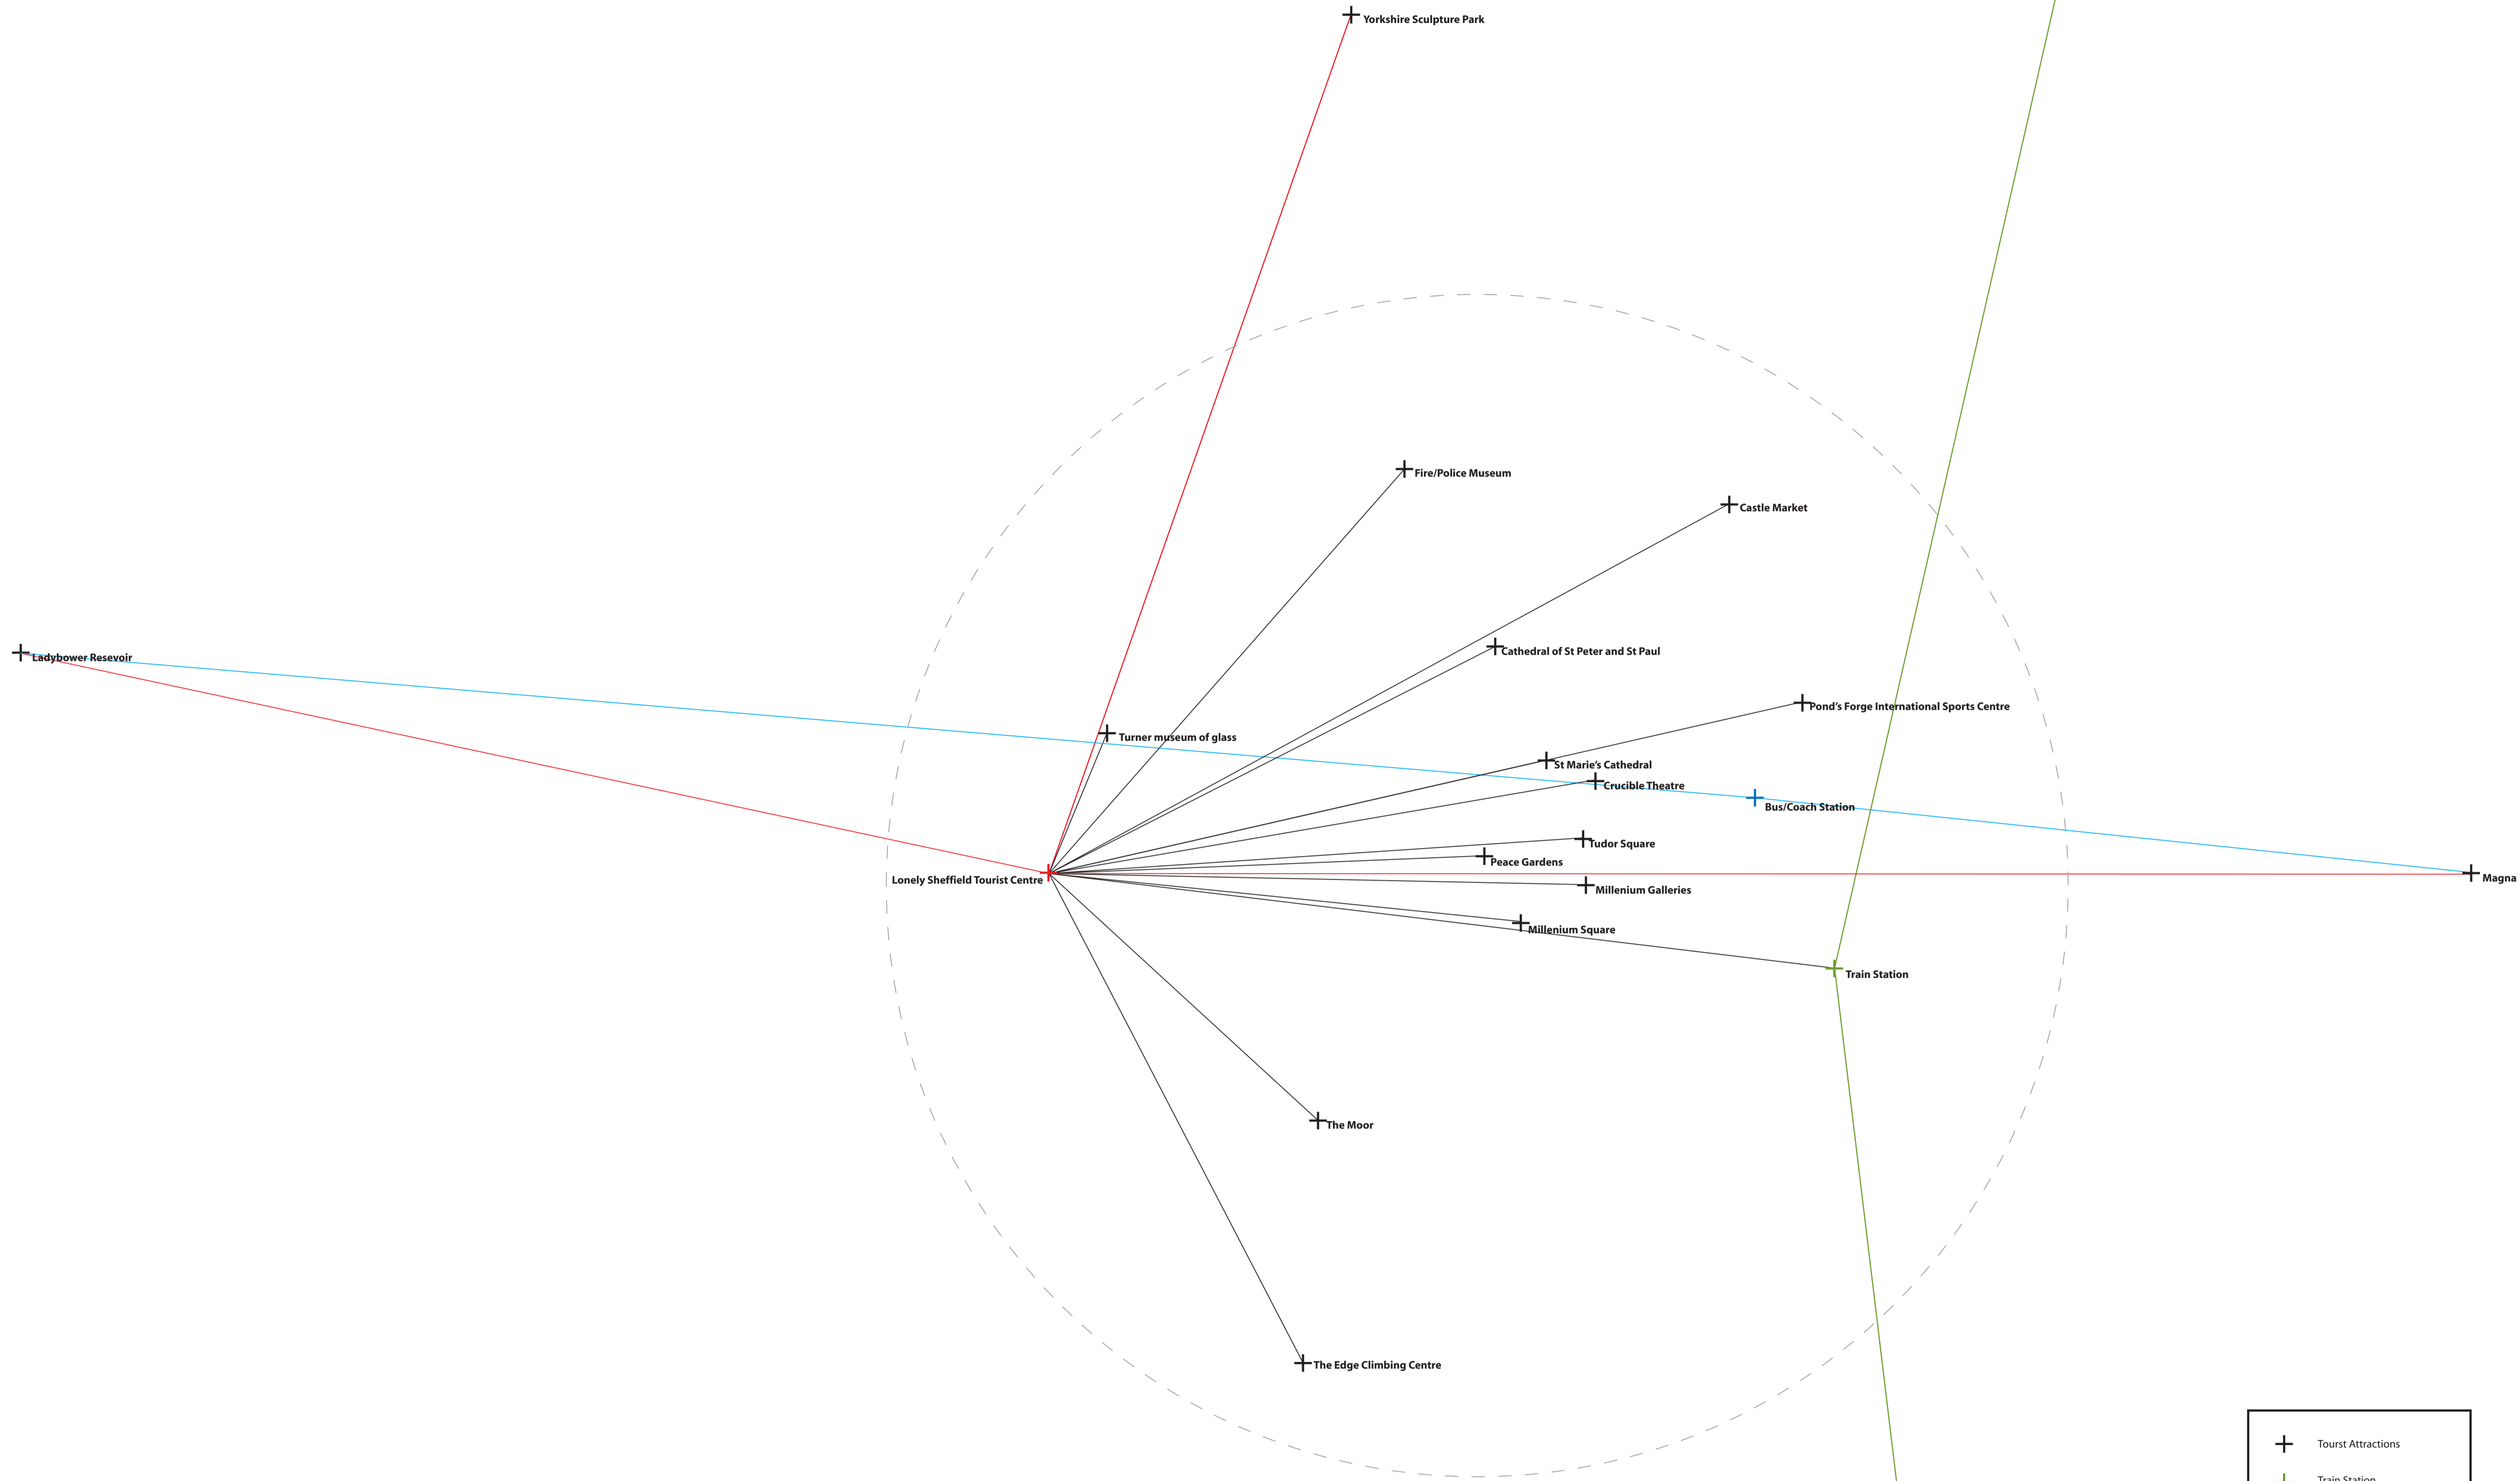 Yorkshire Sculpture Park
Fire/Police Museum
Castle Market
Cathedral of St Peter and St Paul
Ladybower Resevoir
Pond's Forge International Sports Centre
Turner museum of glass
St Marie's Cathedral
Crucible Theatre
Bus/Coach Station
Tudor Square
Peace Gardens
Lonely Sheffield Tourist Centre
Magna
Millenium Galleries
Millenium Square
Train Station
The Moor
The Edge Climbing Centre
Tourst Attractions
Train Station